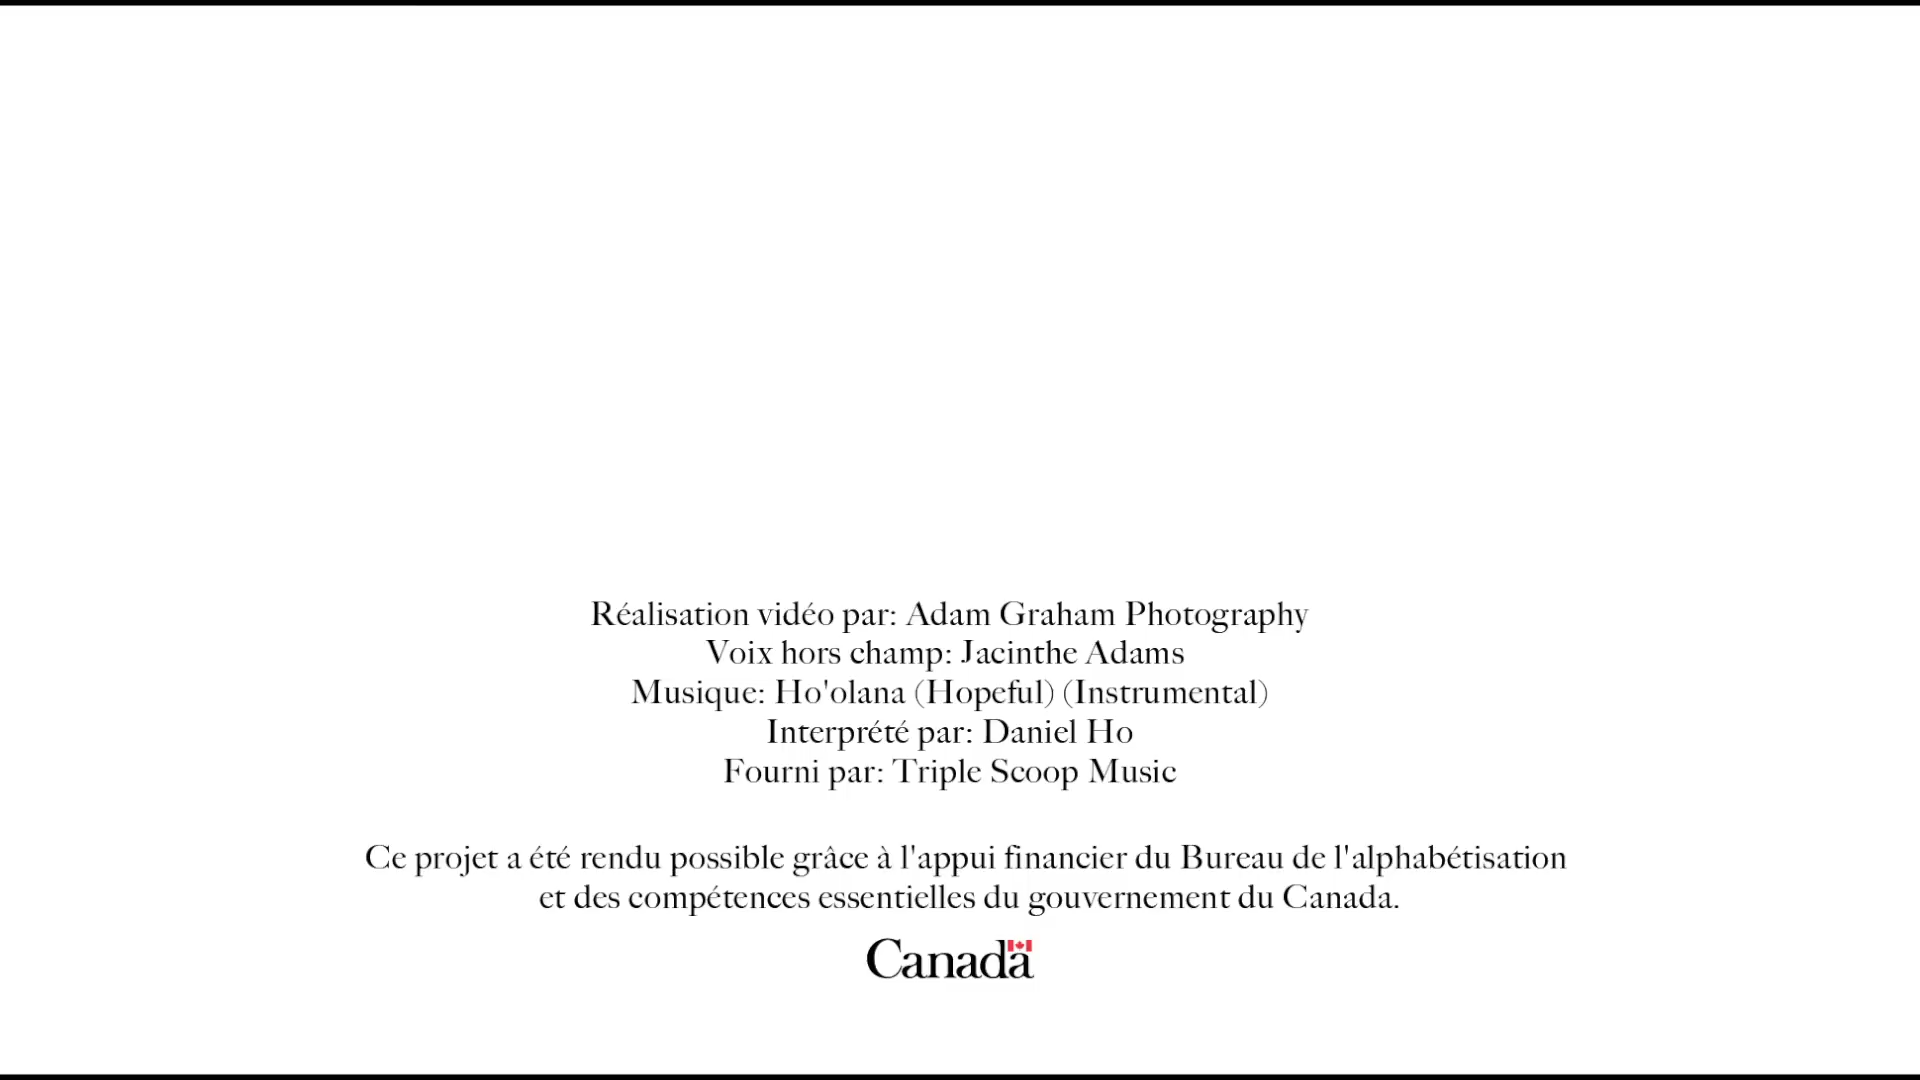 Réalisation vidéo par: Adam Graham Photography
Voix hors champ: Jacinthe Adams
Musique: Ho'olana (Hopeful) (Instrumental)
Interprété par: Daniel Ho
Fourni par: Triple Scoop Music
Ce projet a été rendu possible grâce à l'appui financier du Bureau de l'alphabétisation
et des compétences essentielles du gouvernement du Canada.
Canada